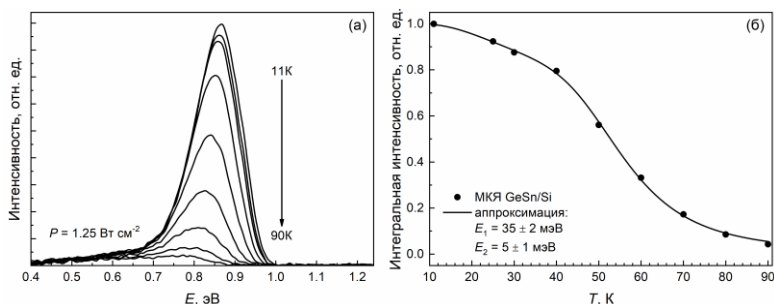 (а)
Интенсивность, отн. ед.
11К
90К
P = 1.25 Вт см-2
0.4 0.5 0.6 0.7 0.8 0.9 1.0 1.1 1.2
E, эВ
(б)
Интегральная интенсивность, отн. ед.
1.0
0.8
0.6
0.4
0.2
0.0
МКЯ GeSn/Si
аппроксимация:
E1 = 35 ± 2 мэВ
E2 = 5 ± 1 мэВ
10 20 30 40 50 60 70 80 90
T, К